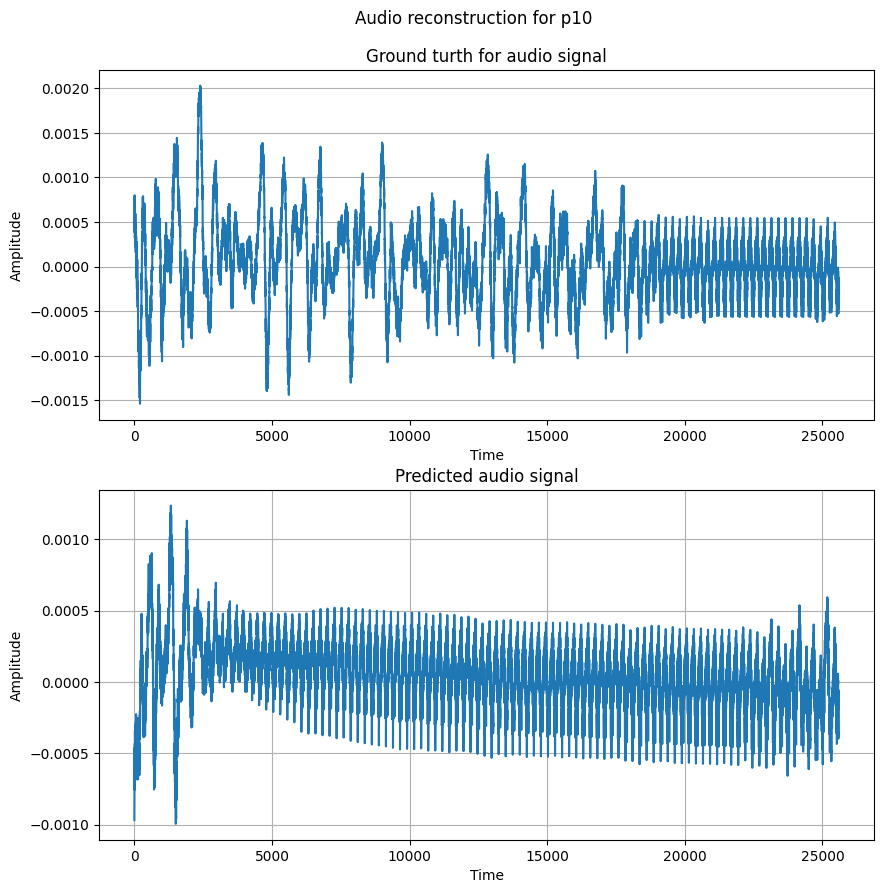 Audio reconstruction for p10
Ground turth for audio signal
0.0020
0.0015
0.0010
0.0005
0.0000
−0.0005
−0.0010
−0.0015
Amplitude
0 5000 10000 15000 20000 25000
Time
Predicted audio signal
0.0010
0.0005
0.0000
−0.0005
−0.0010
Amplitude
0 5000 10000 15000 20000 25000
Time